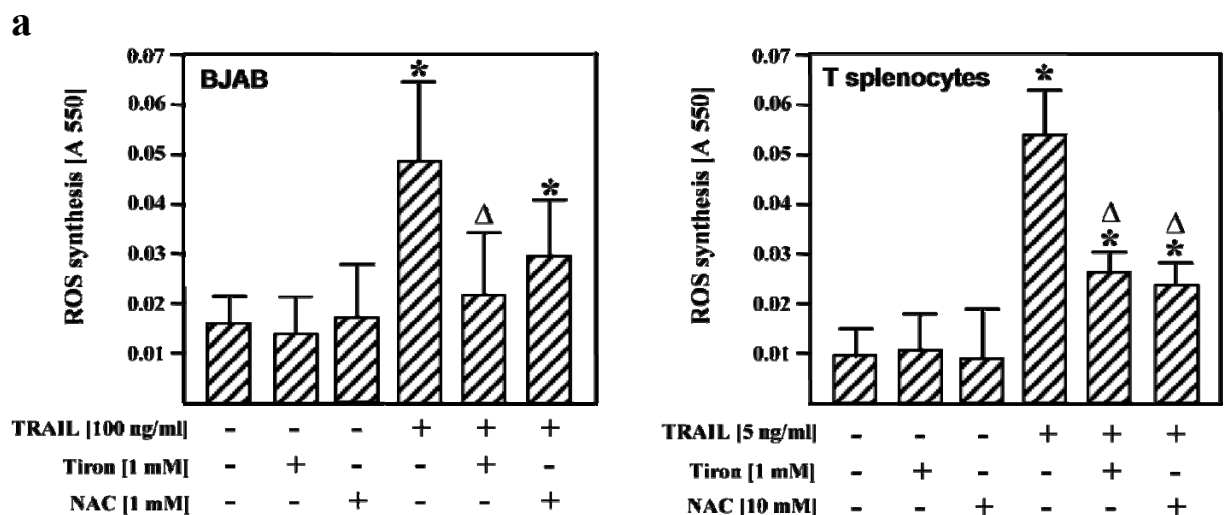 a
BJAB
ROS synthesis [A 550]
0.07
0.06
0.05
0.04
0.03
0.02
0.01
*
Δ
*
TRAIL [100 ng/ml] - - - + + +
Tiron [1 mM] - + - - + -
NAC [1 mM] - - + - - +
T splenocytes
ROS synthesis [A 550]
0.07
0.06
0.05
0.04
0.03
0.02
0.01
*
Δ Δ
* *
TRAIL [5 ng/ml] - - - + + +
Tiron [1 mM] - + - - + -
NAC [10 mM] - - + - - +